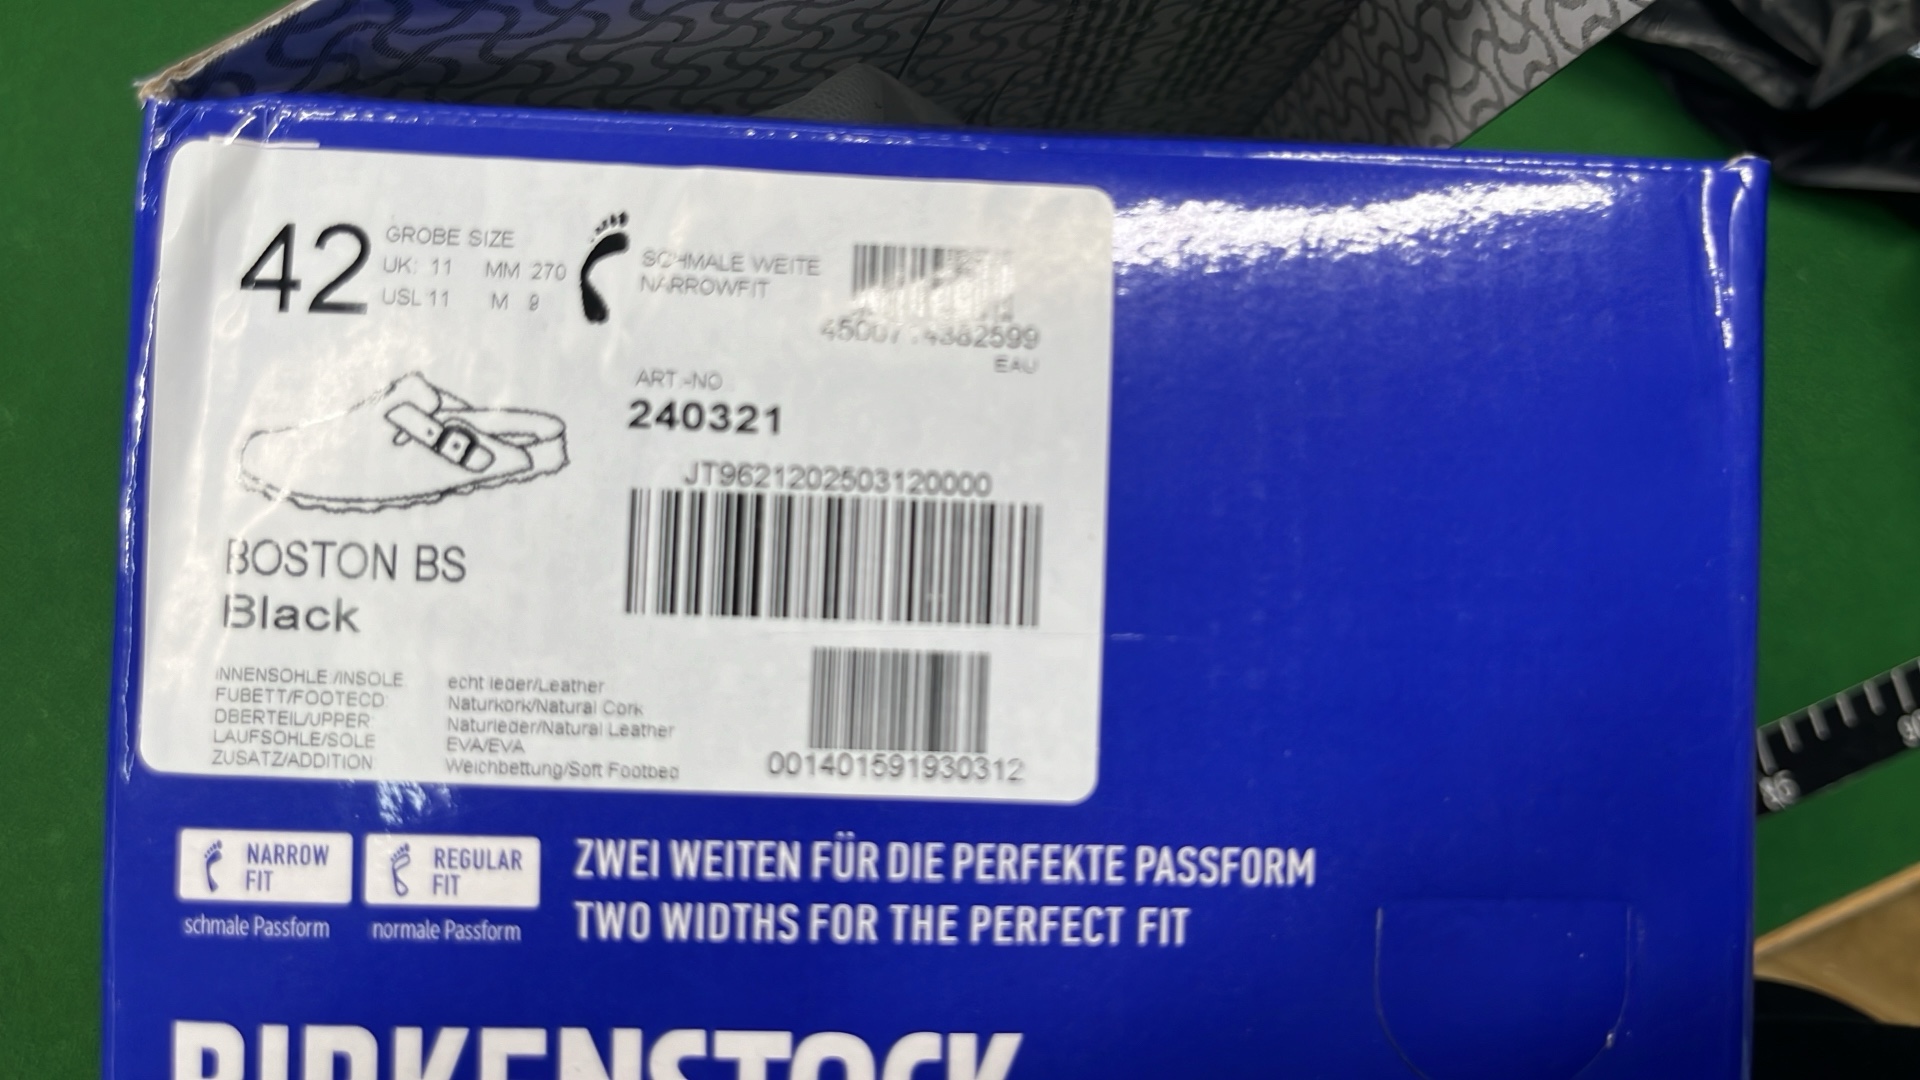 42
GROBE SIZE
UK: 11 MM 270
USL 11 M 9
SCHMALE WEITE
NARROWFIT
EAU
ART.-NO.
240321
JT9621202503120000
BOSTON BS
Black
INNENSOHLE/INSOLE echt leder/Leather
FUBETT/FOOTECD: Naturkork/Natural Cork
DBERTEIL/UPPER: Naturleder/Natural Leather
LAUFSOHLE/SOLE EVA/EVA
ZUSATZ/ADDITION Weichbettung/Soft Footbed
001401591930312
NARROW
FIT
schmale Passform
REGULAR
FIT
normale Passform
ZWEI WEITEN FÜR DIE PERFEKTE PASSFORM
TWO WIDTHS FOR THE PERFECT FIT
BIRKENSTOCK